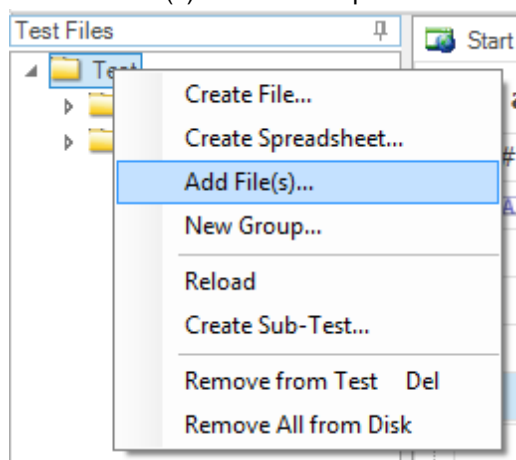 Test Files
Start
Test
Create File...
Create Spreadsheet...
Add File(s)...
New Group...
Reload
Create Sub-Test...
Remove from Test Del
Remove All from Disk